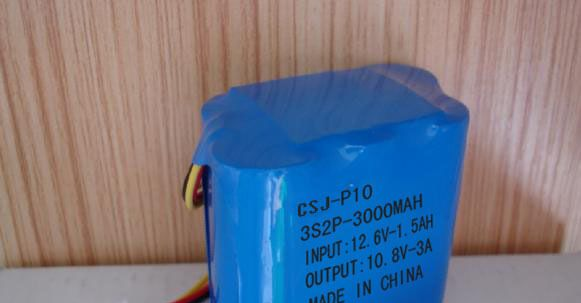 CSJ-P10
3S2P-3000MAH
INPUT:12.6V-1.5AH
OUTPUT:10.8V-3A
MADE IN CHINA